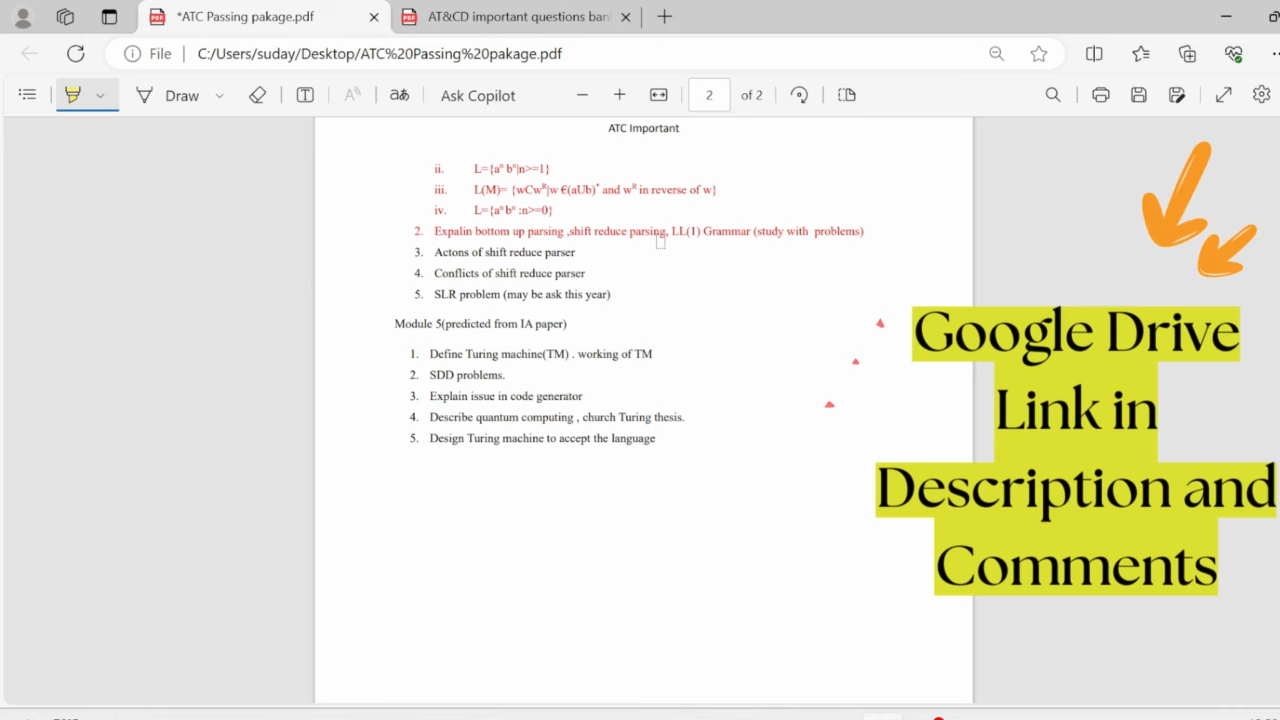 *ATC Passing pakage.pdf
AT&CD important questions ban
File
C:/Users/suday/Desktop/ATC%20Passing%20pakage.pdf
Draw
Ask Copilot
2 of 2
ATC Important
ii. L={aⁿ bⁿ|n>=1}
iii. L(M)= {wCwᴿ|w €(aUb)* and wᴿ in reverse of w}
iv. L={aⁿ bⁿ :n>=0}
2. Expalin bottom up parsing ,shift reduce parsing, LL(1) Grammar (study with problems)
3. Actons of shift reduce parser
4. Conflicts of shift reduce parser
5. SLR problem (may be ask this year)
Module 5(predicted from IA paper)
1. Define Turing machine(TM) . working of TM
2. SDD problems.
3. Explain issue in code generator
4. Describe quantum computing , church Turing thesis.
5. Design Turing machine to accept the language
Google Drive
Link in
Description and
Comments